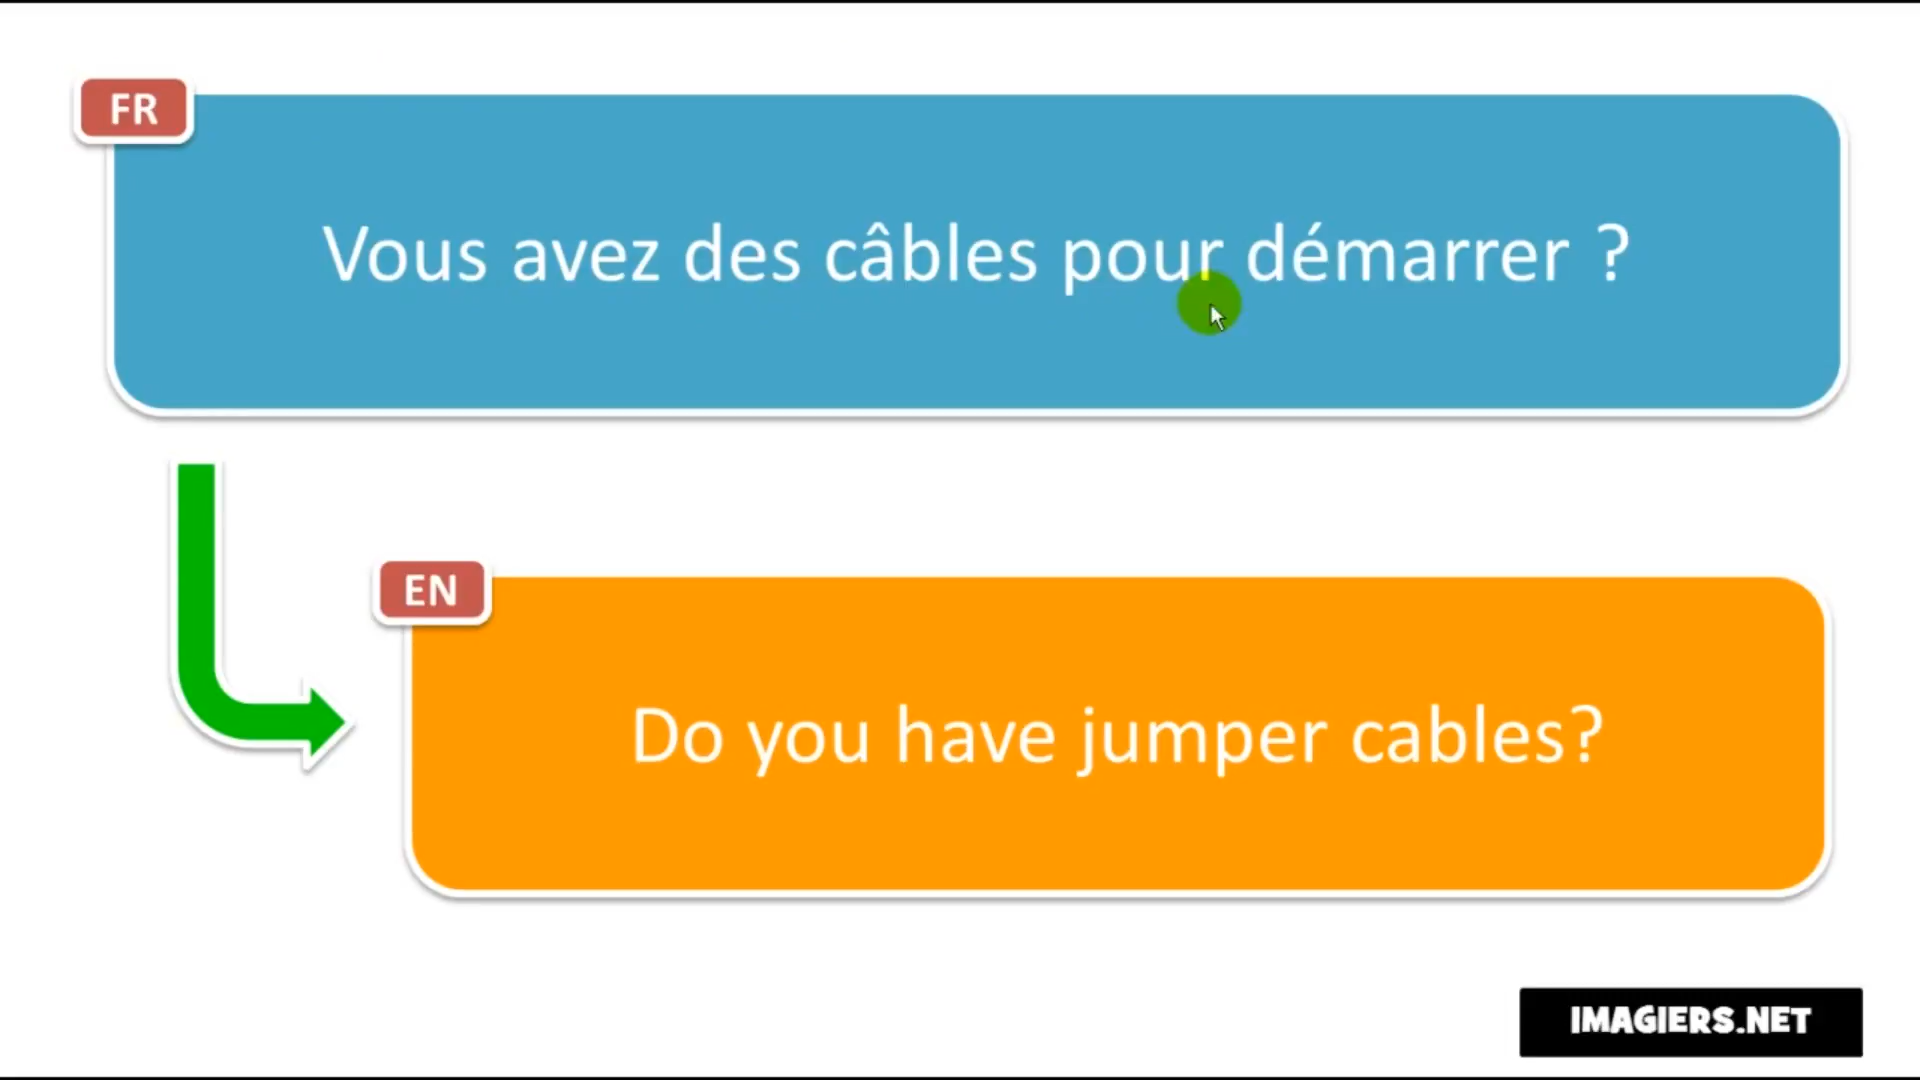 FR
Vous avez des câbles pour démarrer ?
EN
Do you have jumper cables?
IMAGIERS.NET